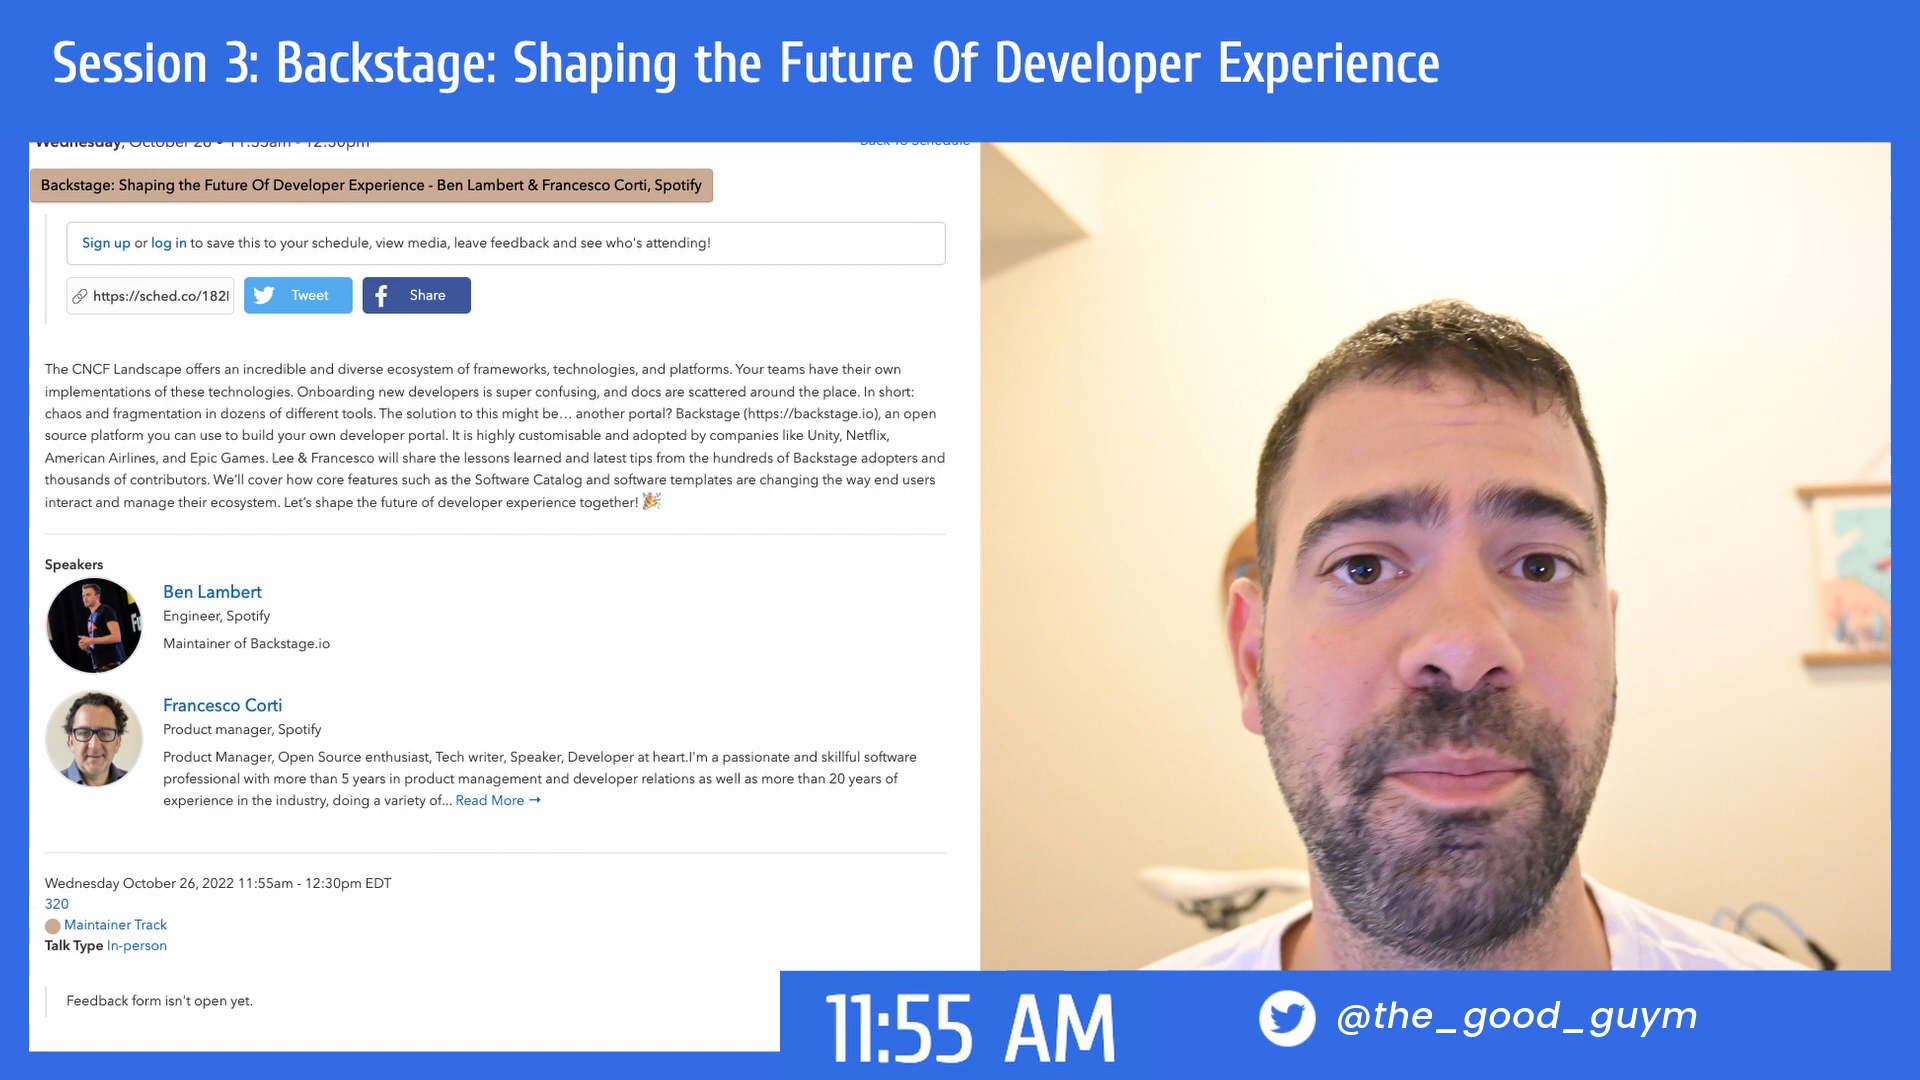 Session 3: Backstage: Shaping the Future Of Developer Experience
Wednesday, October 26 • 11:55am - 12:30pm
Back To Schedule
Backstage: Shaping the Future Of Developer Experience - Ben Lambert & Francesco Corti, Spotify
Sign up or log in to save this to your schedule, view media, leave feedback and see who's attending!
https://sched.co/182
Tweet
Share
The CNCF Landscape offers an incredible and diverse ecosystem of frameworks, technologies, and platforms. Your teams have their own
implementations of these technologies. Onboarding new developers is super confusing, and docs are scattered around the place. In short:
chaos and fragmentation in dozens of different tools. The solution to this might be… another portal? Backstage (https://backstage.io), an open
source platform you can use to build your own developer portal. It is highly customisable and adopted by companies like Unity, Netflix,
American Airlines, and Epic Games. Lee & Francesco will share the lessons learned and latest tips from the hundreds of Backstage adopters and
thousands of contributors. We’ll cover how core features such as the Software Catalog and software templates are changing the way end users
interact and manage their ecosystem. Let’s shape the future of developer experience together! 🎉
Speakers
Ben Lambert
Engineer, Spotify
Maintainer of Backstage.io
Francesco Corti
Product manager, Spotify
Product Manager, Open Source enthusiast, Tech writer, Speaker, Developer at heart.I'm a passionate and skillful software
professional with more than 5 years in product management and developer relations as well as more than 20 years of
experience in the industry, doing a variety of... Read More →
Wednesday October 26, 2022 11:55am - 12:30pm EDT
320
Maintainer Track
Talk Type In-person
Feedback form isn't open yet.
11:55 AM
@the_good_guym